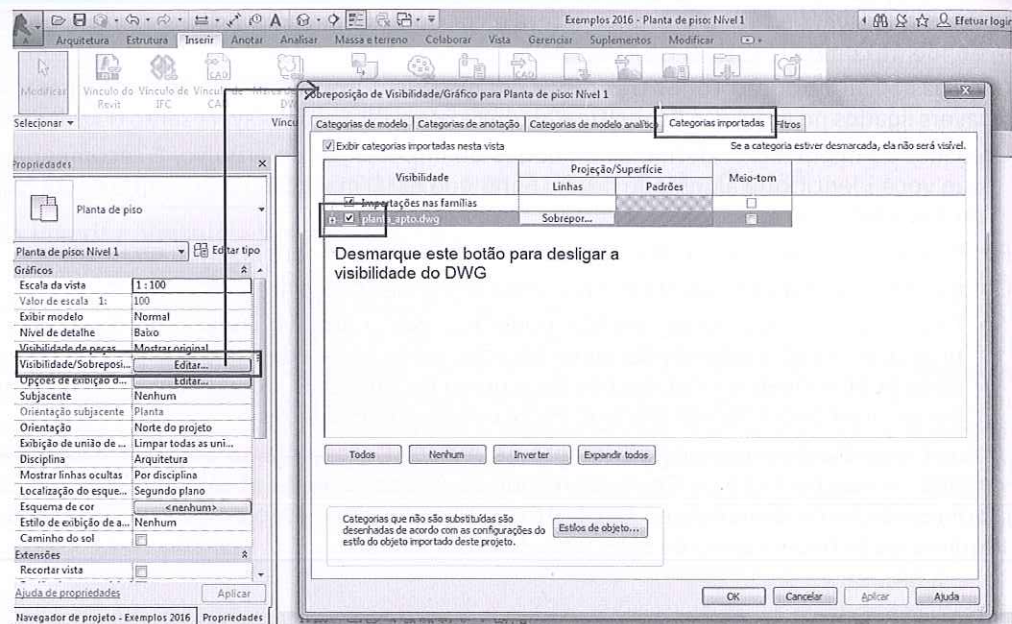 Exemplos 2016 - Planta de piso: Nível 1
Efetuar login
Arquitetura Estrutura Inserir Anotar Analisar Massa e terreno Colaborar Vista Gerenciar Suplementos Modificar
Modificar
Vínculo do Revit
Vínculo de IFC
Vínculo de CAD
Selecionar
Propriedades
Planta de piso
Planta de piso: Nível 1
Editar tipo
Gráficos
Escala da vista 1 : 100
Valor de escala 1: 100
Exibir modelo Normal
Nível de detalhe Baixo
Visibilidade de peças Mostrar original
Visibilidade/Sobreposi... Editar...
Opções de exibição d... Editar...
Subjacente Nenhum
Orientação subjacente Planta
Orientação Norte do projeto
Exibição de união de ... Limpar todas as uni...
Disciplina Arquitetura
Mostrar linhas ocultas Por disciplina
Localização do esque... Segundo plano
Esquema de cor <nenhum>
Estilo de exibição de a... Nenhum
Caminho do sol
Extensões
Recortar vista
Ajuda de propriedades Aplicar
Navegador de projeto - Exemplos 2016 Propriedades
Sobreposição de Visibilidade/Gráfico para Planta de piso: Nível 1
Categorias de modelo Categorias de anotação Categorias de modelo analítico Categorias importadas Filtros
Exibir categorias importadas nesta vista
Se a categoria estiver desmarcada, ela não será visível.
Visibilidade Projeção/Superfície Meio-tom
Linhas Padrões
Importações nas famílias
planta_apto.dwg Sobrepor...
Desmarque este botão para desligar a
visibilidade do DWG
Todos Nenhum Inverter Expandir todos
Categorias que não são substituídas são
desenhadas de acordo com as configurações do
estilo do objeto importado deste projeto.
Estilos de objeto...
OK Cancelar Aplicar Ajuda